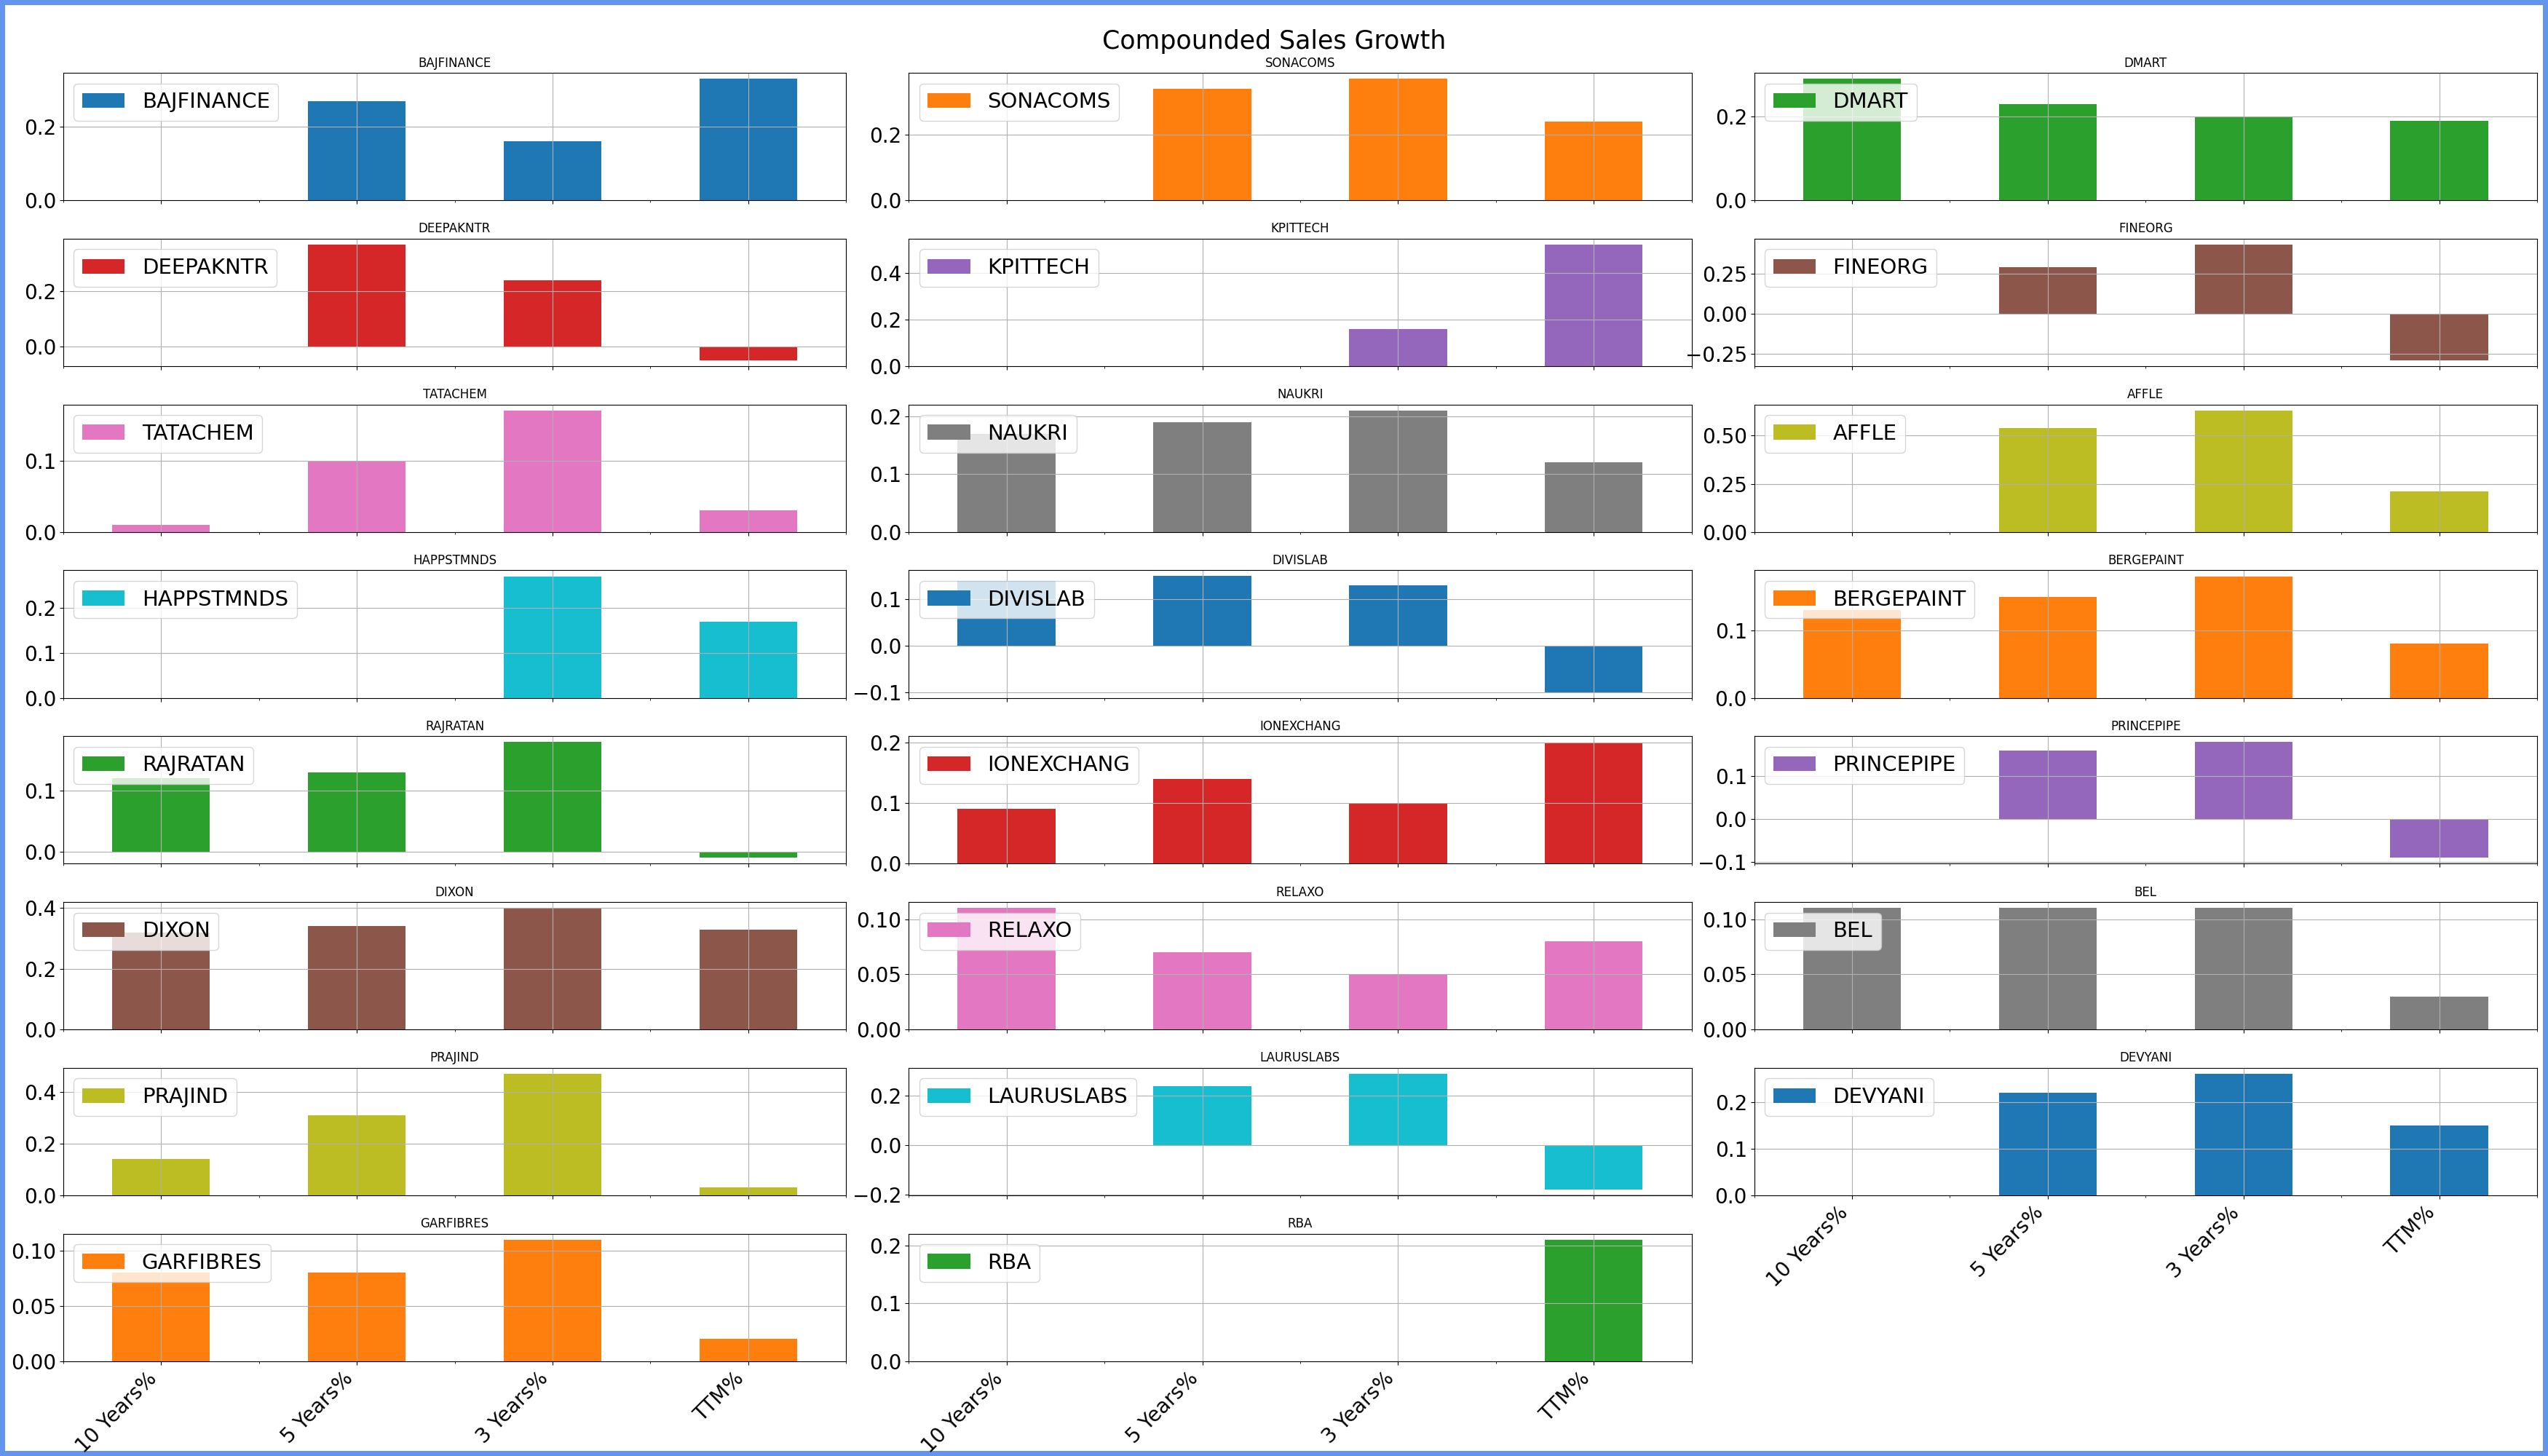 Compounded Sales Growth
BAJFINANCE
BAJFINANCE
0.2
0.0
SONACOMS
SONACOMS
0.2
0.0
DMART
DMART
0.2
0.0
DEEPAKNTR
DEEPAKNTR
0.2
0.0
KPITTECH
KPITTECH
0.4
0.2
0.0
FINEORG
FINEORG
0.25
0.00
−0.25
TATACHEM
TATACHEM
0.1
0.0
NAUKRI
NAUKRI
0.2
0.1
0.0
AFFLE
AFFLE
0.50
0.25
0.00
HAPPSTMNDS
HAPPSTMNDS
0.2
0.1
0.0
DIVISLAB
DIVISLAB
0.1
0.0
−0.1
BERGEPAINT
BERGEPAINT
0.1
0.0
RAJRATAN
RAJRATAN
0.1
0.0
IONEXCHANG
IONEXCHANG
0.2
0.1
0.0
PRINCEPIPE
PRINCEPIPE
0.1
0.0
−0.1
DIXON
DIXON
0.4
0.2
0.0
RELAXO
RELAXO
0.10
0.05
0.00
BEL
BEL
0.10
0.05
0.00
PRAJIND
PRAJIND
0.4
0.2
0.0
LAURUSLABS
LAURUSLABS
0.2
0.0
−0.2
DEVYANI
DEVYANI
0.2
0.1
0.0
10 Years%
5 Years%
3 Years%
TTM%
GARFIBRES
GARFIBRES
0.10
0.05
0.00
10 Years%
5 Years%
3 Years%
TTM%
RBA
RBA
0.2
0.1
0.0
10 Years%
5 Years%
3 Years%
TTM%